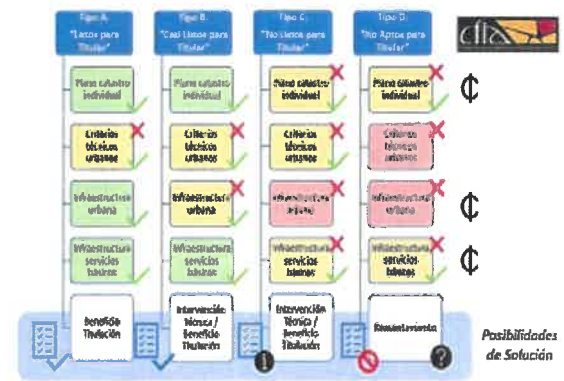 Tipo A:
"Listos para
Titular"
Tipo B:
"Casi Listos para
Titular"
Tipo C:
"No Listos para
Titular"
Tipo D:
"No Aptos para
Titular"
cfia
Plano catastro
individual
Plano catastro
individual
Plano catastro
individual
Plano catastro
individual
₵
Criterios
técnicos
urbanos
Criterios
técnicos
urbanos
Criterios
técnicos
urbanos
Criterios
técnicos
urbanos
Infraestructura
urbana
Infraestructura
urbana
Infraestructura
urbana
Infraestructura
urbana
₵
Infraestructura
servicios
básicos
Infraestructura
servicios
básicos
Infraestructura
servicios
básicos
Infraestructura
servicios
básicos
₵
Beneficio
Titulación
Intervención
Técnica /
Beneficio
Titulación
Intervención
Técnica /
Beneficio
Titulación
Reasentamiento
Posibilidades
de Solución